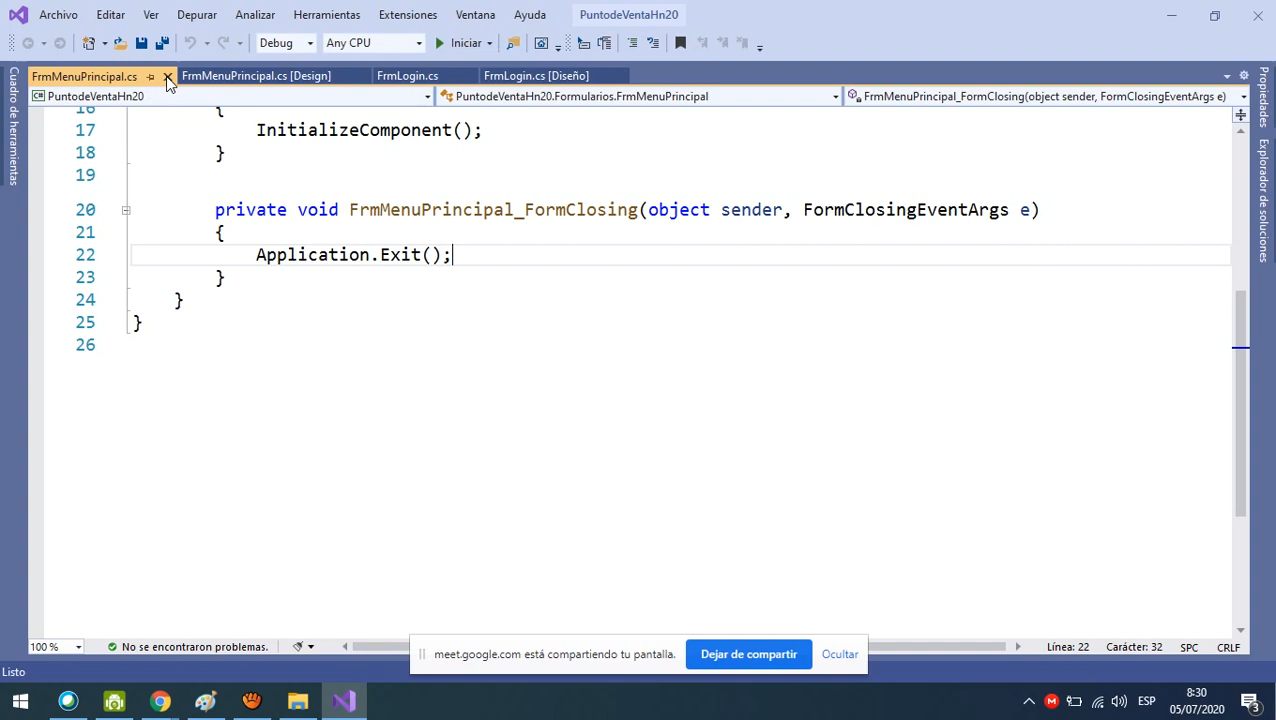 Archivo Editar Ver Depurar Analizar Herramientas Extensiones Ventana Ayuda PuntodeVentaHn20
Debug Any CPU Iniciar
FrmMenuPrincipal.cs FrmMenuPrincipal.cs [Design] FrmLogin.cs FrmLogin.cs [Diseño]
PuntodeVentaHn20 PuntodeVentaHn20.Formularios.FrmMenuPrincipal FrmMenuPrincipal_FormClosing(object sender, FormClosingEventArgs e)
Cuadro de herramientas
16 {
17 InitializeComponent();
18 }
19
20 private void FrmMenuPrincipal_FormClosing(object sender, FormClosingEventArgs e)
21 {
22 Application.Exit();
23 }
24 }
25 }
26
Propiedades
Explorador de soluciones
100 % No se encontraron problemas. Línea: 22 Carácter: 32 SPC CRLF
meet.google.com está compartiendo tu pantalla. Dejar de compartir Ocultar
Listo
ESP 8:30
05/07/2020 3